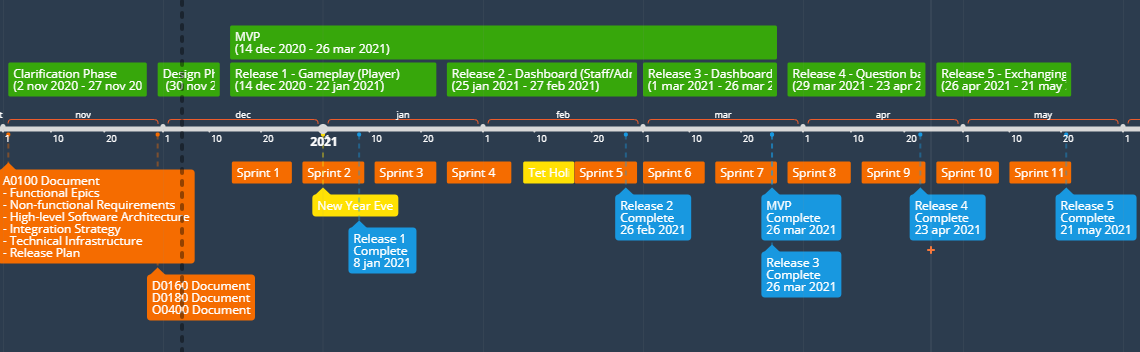 MVP
(14 dec 2020 - 26 mar 2021)
Clarification Phase
(2 nov 2020 - 27 nov 20
Design Ph
(30 nov 2
Release 1 - Gameplay (Player)
(14 dec 2020 - 22 jan 2021)
Release 2 - Dashboard (Staff/Adr
(25 jan 2021 - 27 feb 2021)
Release 3 - Dashboard
(1 mar 2021 - 26 mar 2
Release 4 - Question ba
(29 mar 2021 - 23 apr 2
Release 5 - Exchanging
(26 apr 2021 - 21 may
t nov dec jan feb mar apr may
1 10 20 10 20 2021 10 20 1 10 20 1 10 20 1 10 20 1 10 20 1
Sprint 1 Sprint 2 Sprint 3 Sprint 4 Tet Holi Sprint 5 Sprint 6 Sprint 7 Sprint 8 Sprint 9 Sprint 10 Sprint 11
A0100 Document
- Functional Epics
- Non-functional Requirements
- High-level Software Architecture
- Integration Strategy
- Technical Infrastructure
- Release Plan
D0160 Document
D0180 Document
O0400 Document
New Year Eve
Release 1
Complete
8 jan 2021
Release 2
Complete
26 feb 2021
MVP
Complete
26 mar 2021
Release 3
Complete
26 mar 2021
Release 4
Complete
23 apr 2021
Release 5
Complete
21 may 2021